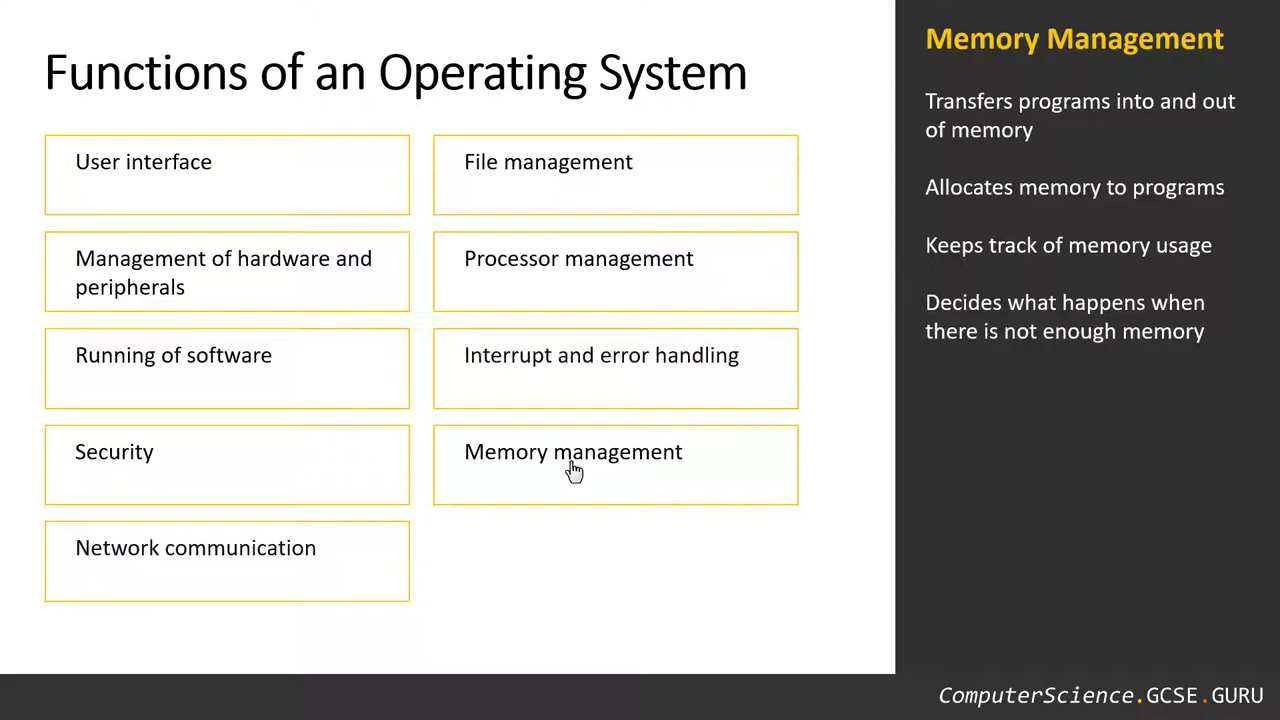 Functions of an Operating System
User interface
File management
Management of hardware and
peripherals
Processor management
Running of software
Interrupt and error handling
Security
Memory management
Network communication
Memory Management
Transfers programs into and out
of memory
Allocates memory to programs
Keeps track of memory usage
Decides what happens when
there is not enough memory
ComputerScience.GCSE.GURU